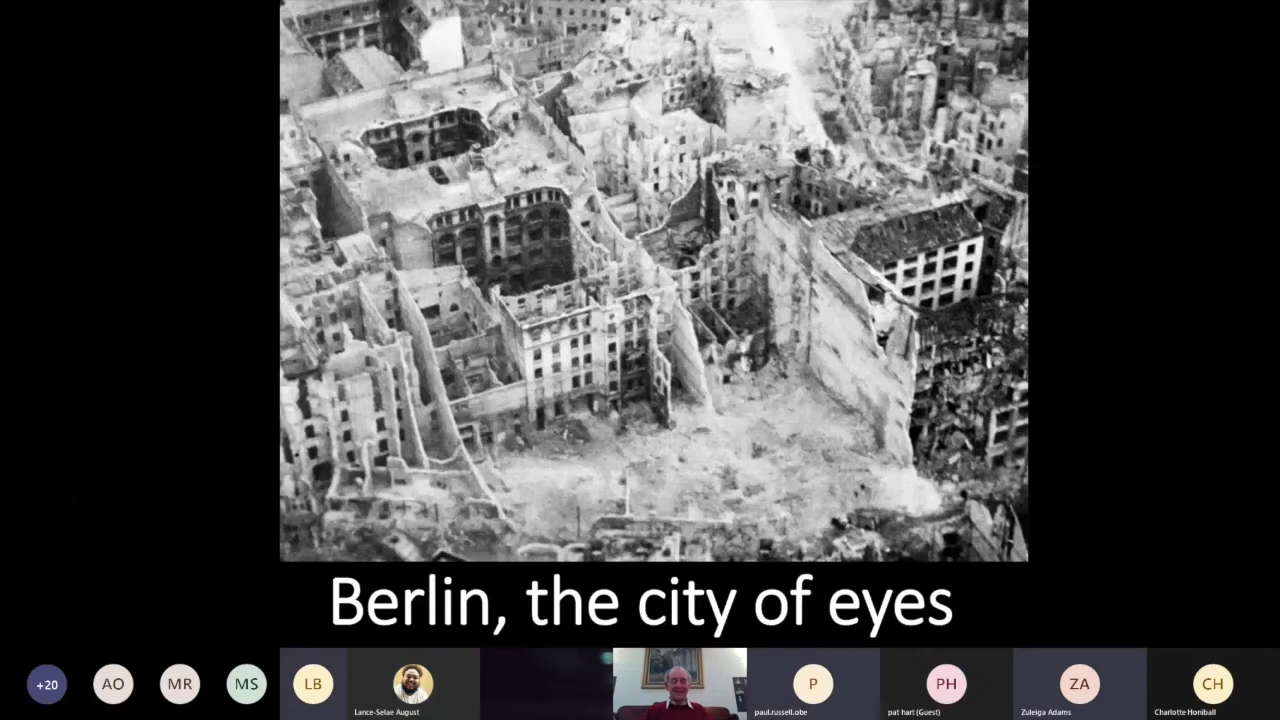 Berlin, the city of eyes
+20
AO
MR
MS
LB
Lance-Selae August
P
paul.russell.obe
PH
pat hart (Guest)
ZA
Zuleiga Adams
CH
Charlotte Honiball